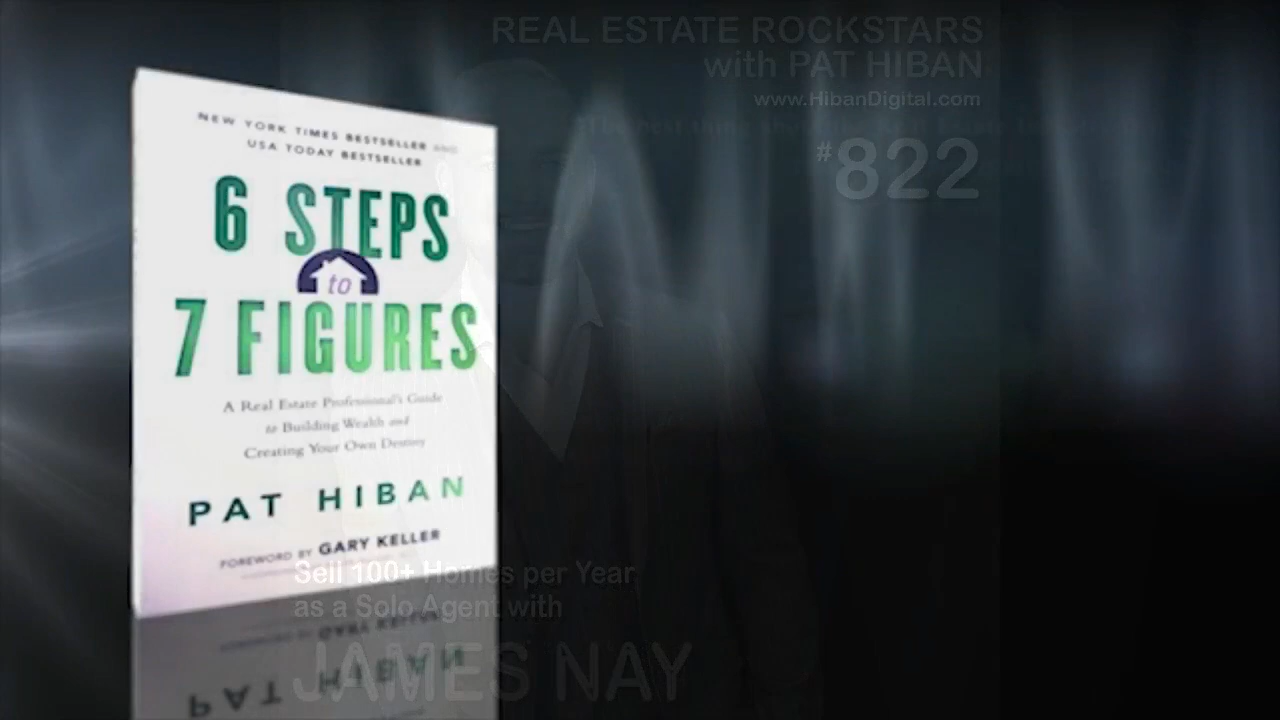 REAL ESTATE ROCKSTARS
with PAT HIBAN
www.HibanDigital.com
#822
NEW YORK TIMES BESTSELLER AND
USA TODAY BESTSELLER
6 STEPS
to
7 FIGURES
A Real Estate Professional's Guide
to Building Wealth and
Creating Your Own Destiny
PAT HIBAN
FOREWORD BY GARY KELLER
Sell 100+ Homes per Year
as a Solo Agent with
JAMES NAY